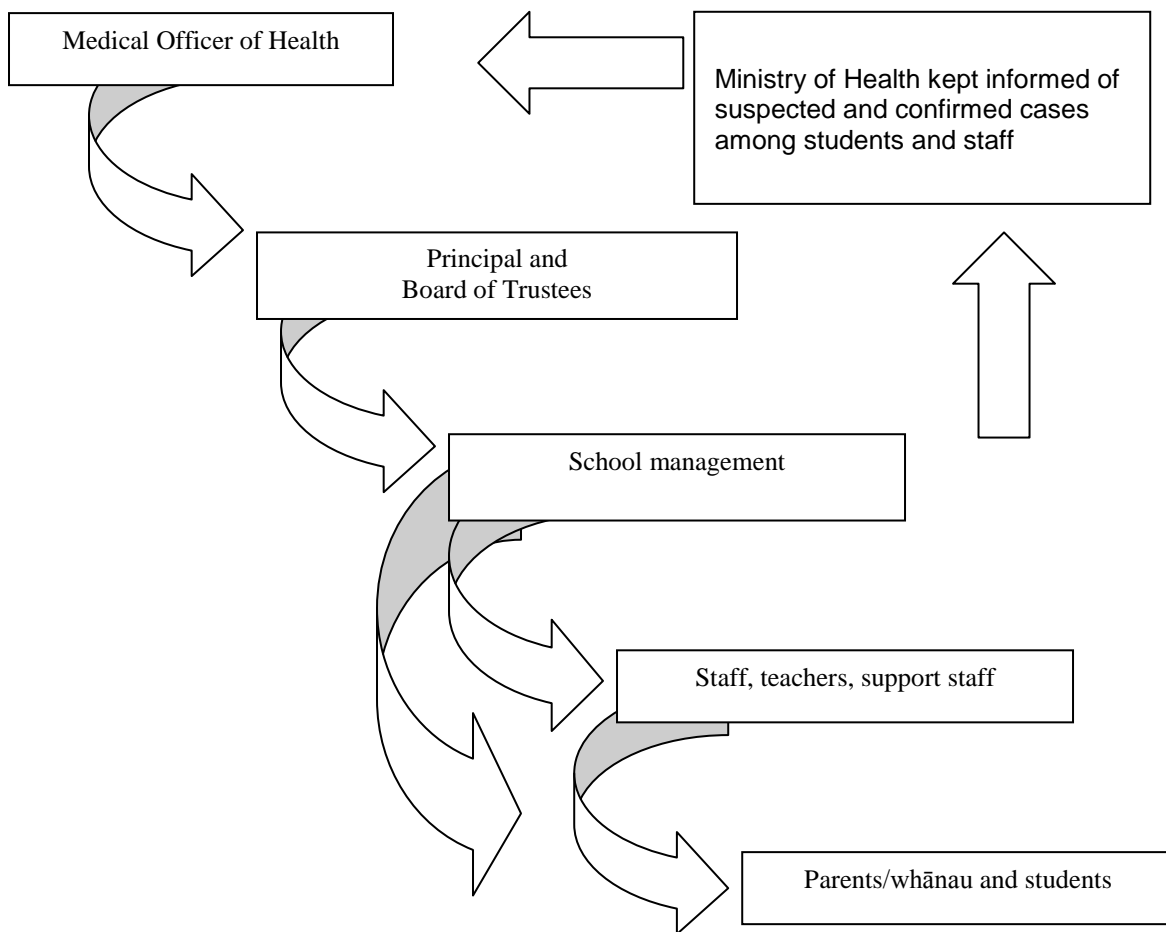 Medical Officer of Health
Ministry of Health kept informed of
suspected and confirmed cases
among students and staff
Principal and
Board of Trustees
School management
Staff, teachers, support staff
Parents/whānau and students